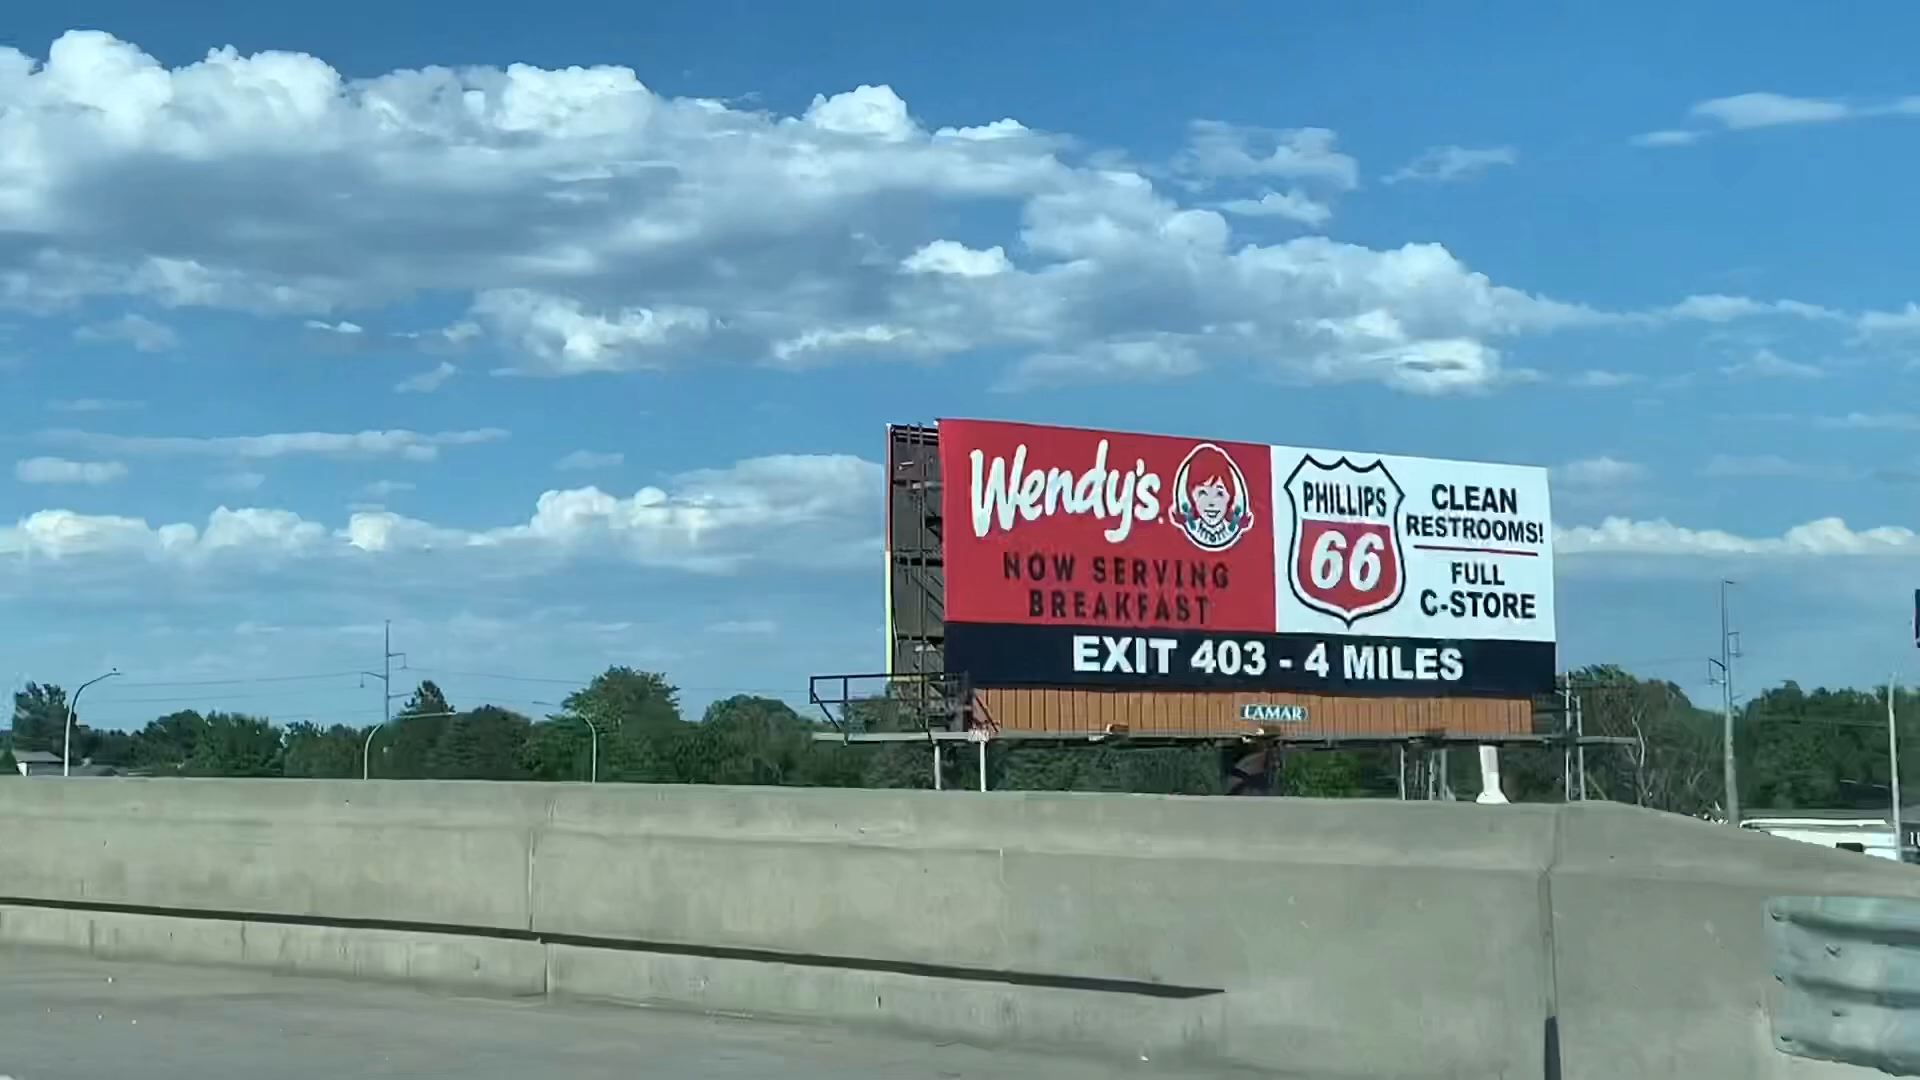 Wendy's
NOW SERVING
BREAKFAST
PHILLIPS
66
CLEAN
RESTROOMS!
FULL
C-STORE
EXIT 403 - 4 MILES
LAMAR